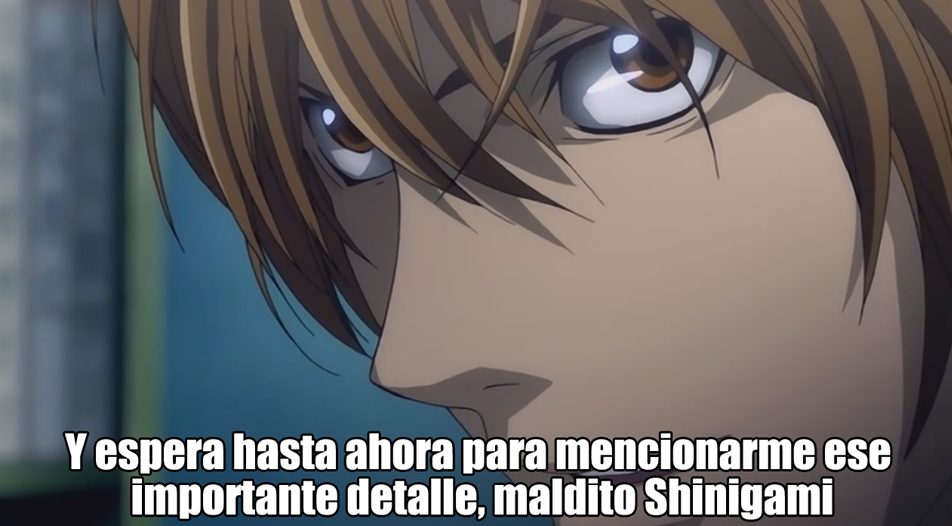 Y espera hasta ahora para mencionarme ese
importante detalle, maldito Shinigami